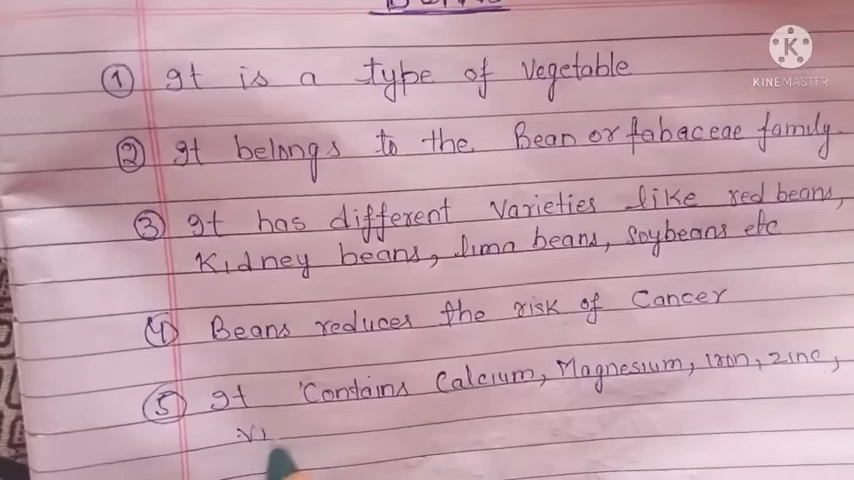 ① It is a type of vegetable
KINEMASTER
② It belongs to the Bean or fabaceae family.
③ It has different varieties like red beans,
Kidney beans, lima beans, soybeans etc
④ Beans reduces the risk of Cancer
⑤ It Contains Calcium, Magnesium, iron, zinc,